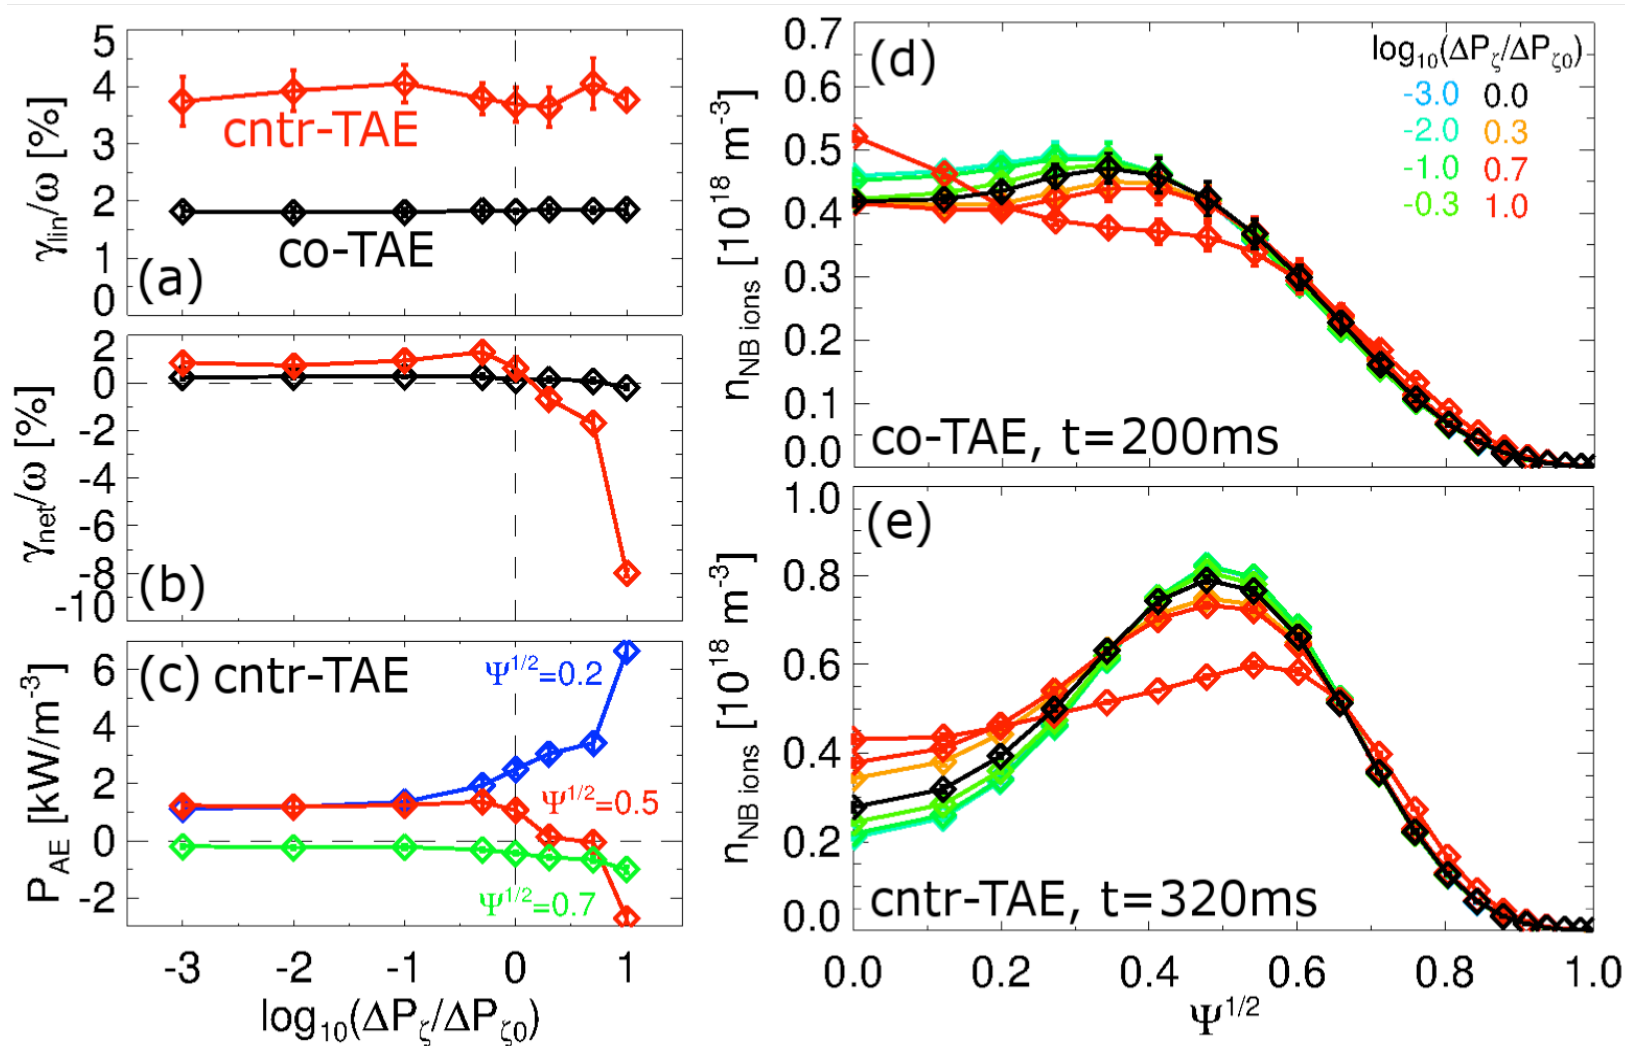 5
4
3
2
1
0
γlin/ω [%]
cntr-TAE
co-TAE
(a)
2
0
-2
-4
-6
-8
-10
γnet/ω [%]
(b)
6
4
2
0
-2
PAE [kW/m-3]
(c) cntr-TAE
Ψ1/2=0.2
Ψ1/2=0.5
Ψ1/2=0.7
-3 -2 -1 0 1
log10(ΔPζ/ΔPζ0)
0.7
0.6
0.5
0.4
0.3
0.2
0.1
0.0
nNB ions [1018 m-3]
(d)
log10(ΔPζ/ΔPζ0)
-3.0 0.0
-2.0 0.3
-1.0 0.7
-0.3 1.0
co-TAE, t=200ms
1.0
0.8
0.6
0.4
0.2
0.0
nNB ions [1018 m-3]
(e)
cntr-TAE, t=320ms
0.0 0.2 0.4 0.6 0.8 1.0
Ψ1/2